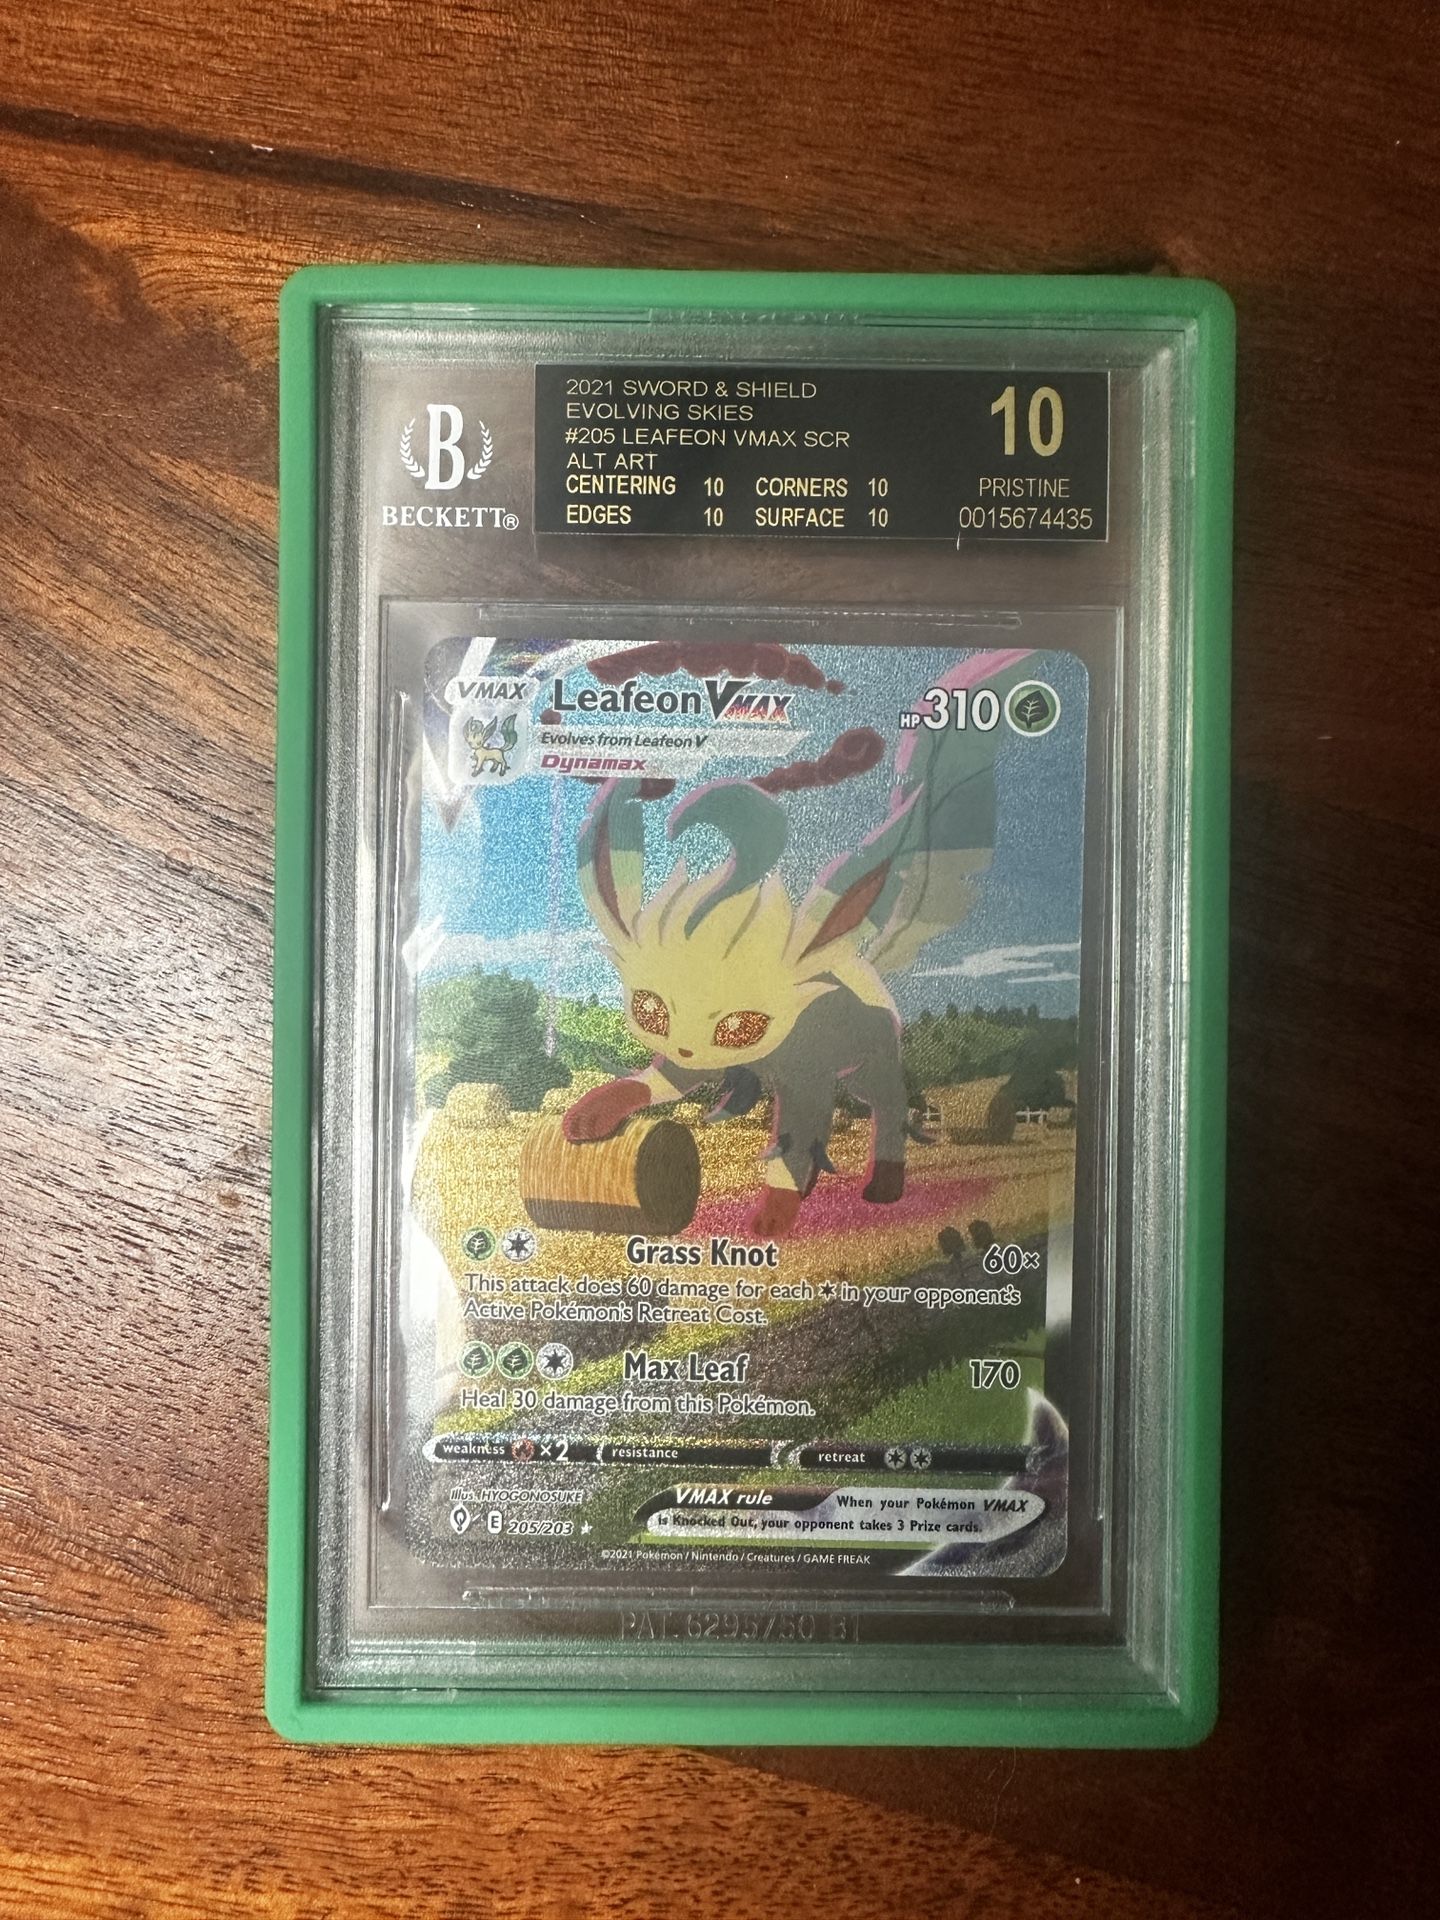 2021 SWORD & SHIELD
EVOLVING SKIES
#205 LEAFEON VMAX SCR
ALT ART
CENTERING 10 CORNERS 10
EDGES 10 SURFACE 10
10
PRISTINE
0015674435
B
BECKETT®
VMAX
Leafeon VMAX
HP 310
Evolves from Leafeon V
Dynamax
Grass Knot 60×
This attack does 60 damage for each in your opponent's
Active Pokémon's Retreat Cost.
Max Leaf 170
Heal 30 damage from this Pokémon.
weakness ×2 resistance retreat
illus. HYOGONOSUKE
E 205/203 ★
VMAX rule When your Pokémon VMAX
is Knocked Out, your opponent takes 3 Prize cards.
©2021 Pokémon / Nintendo / Creatures / GAME FREAK
PAT. 6295750 B1